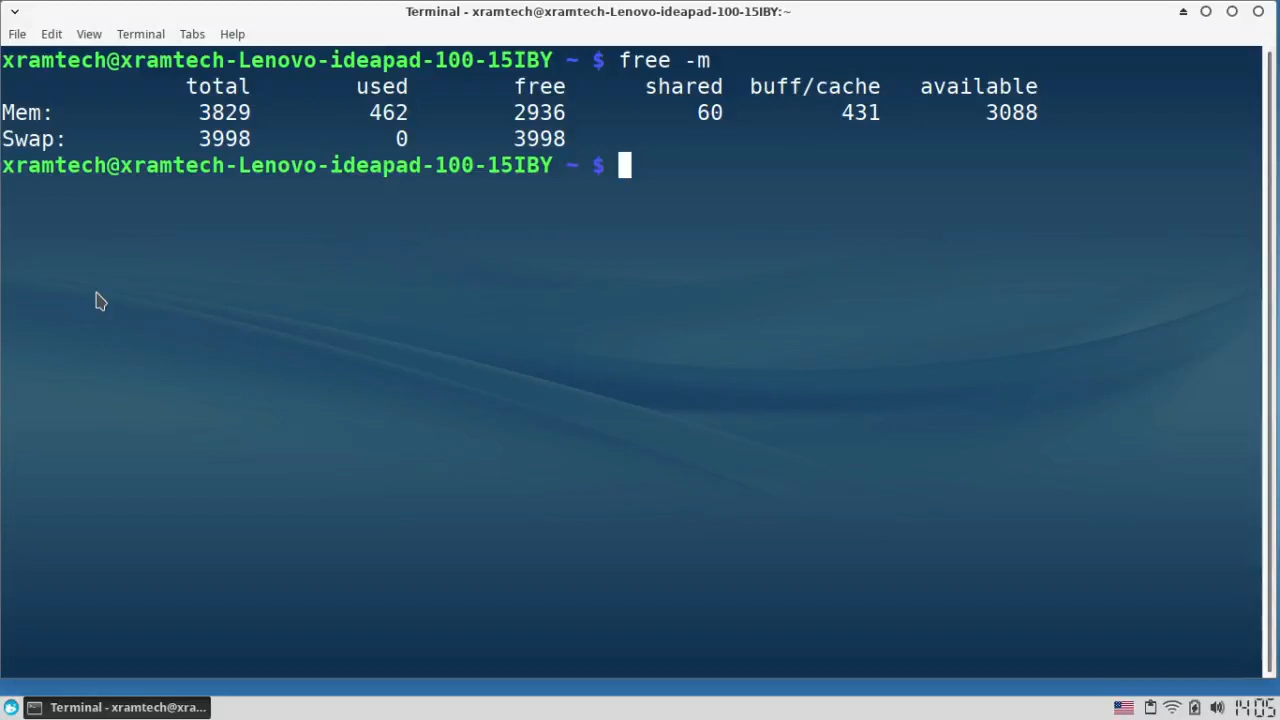 Terminal - xramtech@xramtech-Lenovo-ideapad-100-15IBY:~
File Edit View Terminal Tabs Help
xramtech@xramtech-Lenovo-ideapad-100-15IBY ~ $ free -m
total used free shared buff/cache available
Mem: 3829 462 2936 60 431 3088
Swap: 3998 0 3998
xramtech@xramtech-Lenovo-ideapad-100-15IBY ~ $
Terminal - xramtech@xra... 14:05